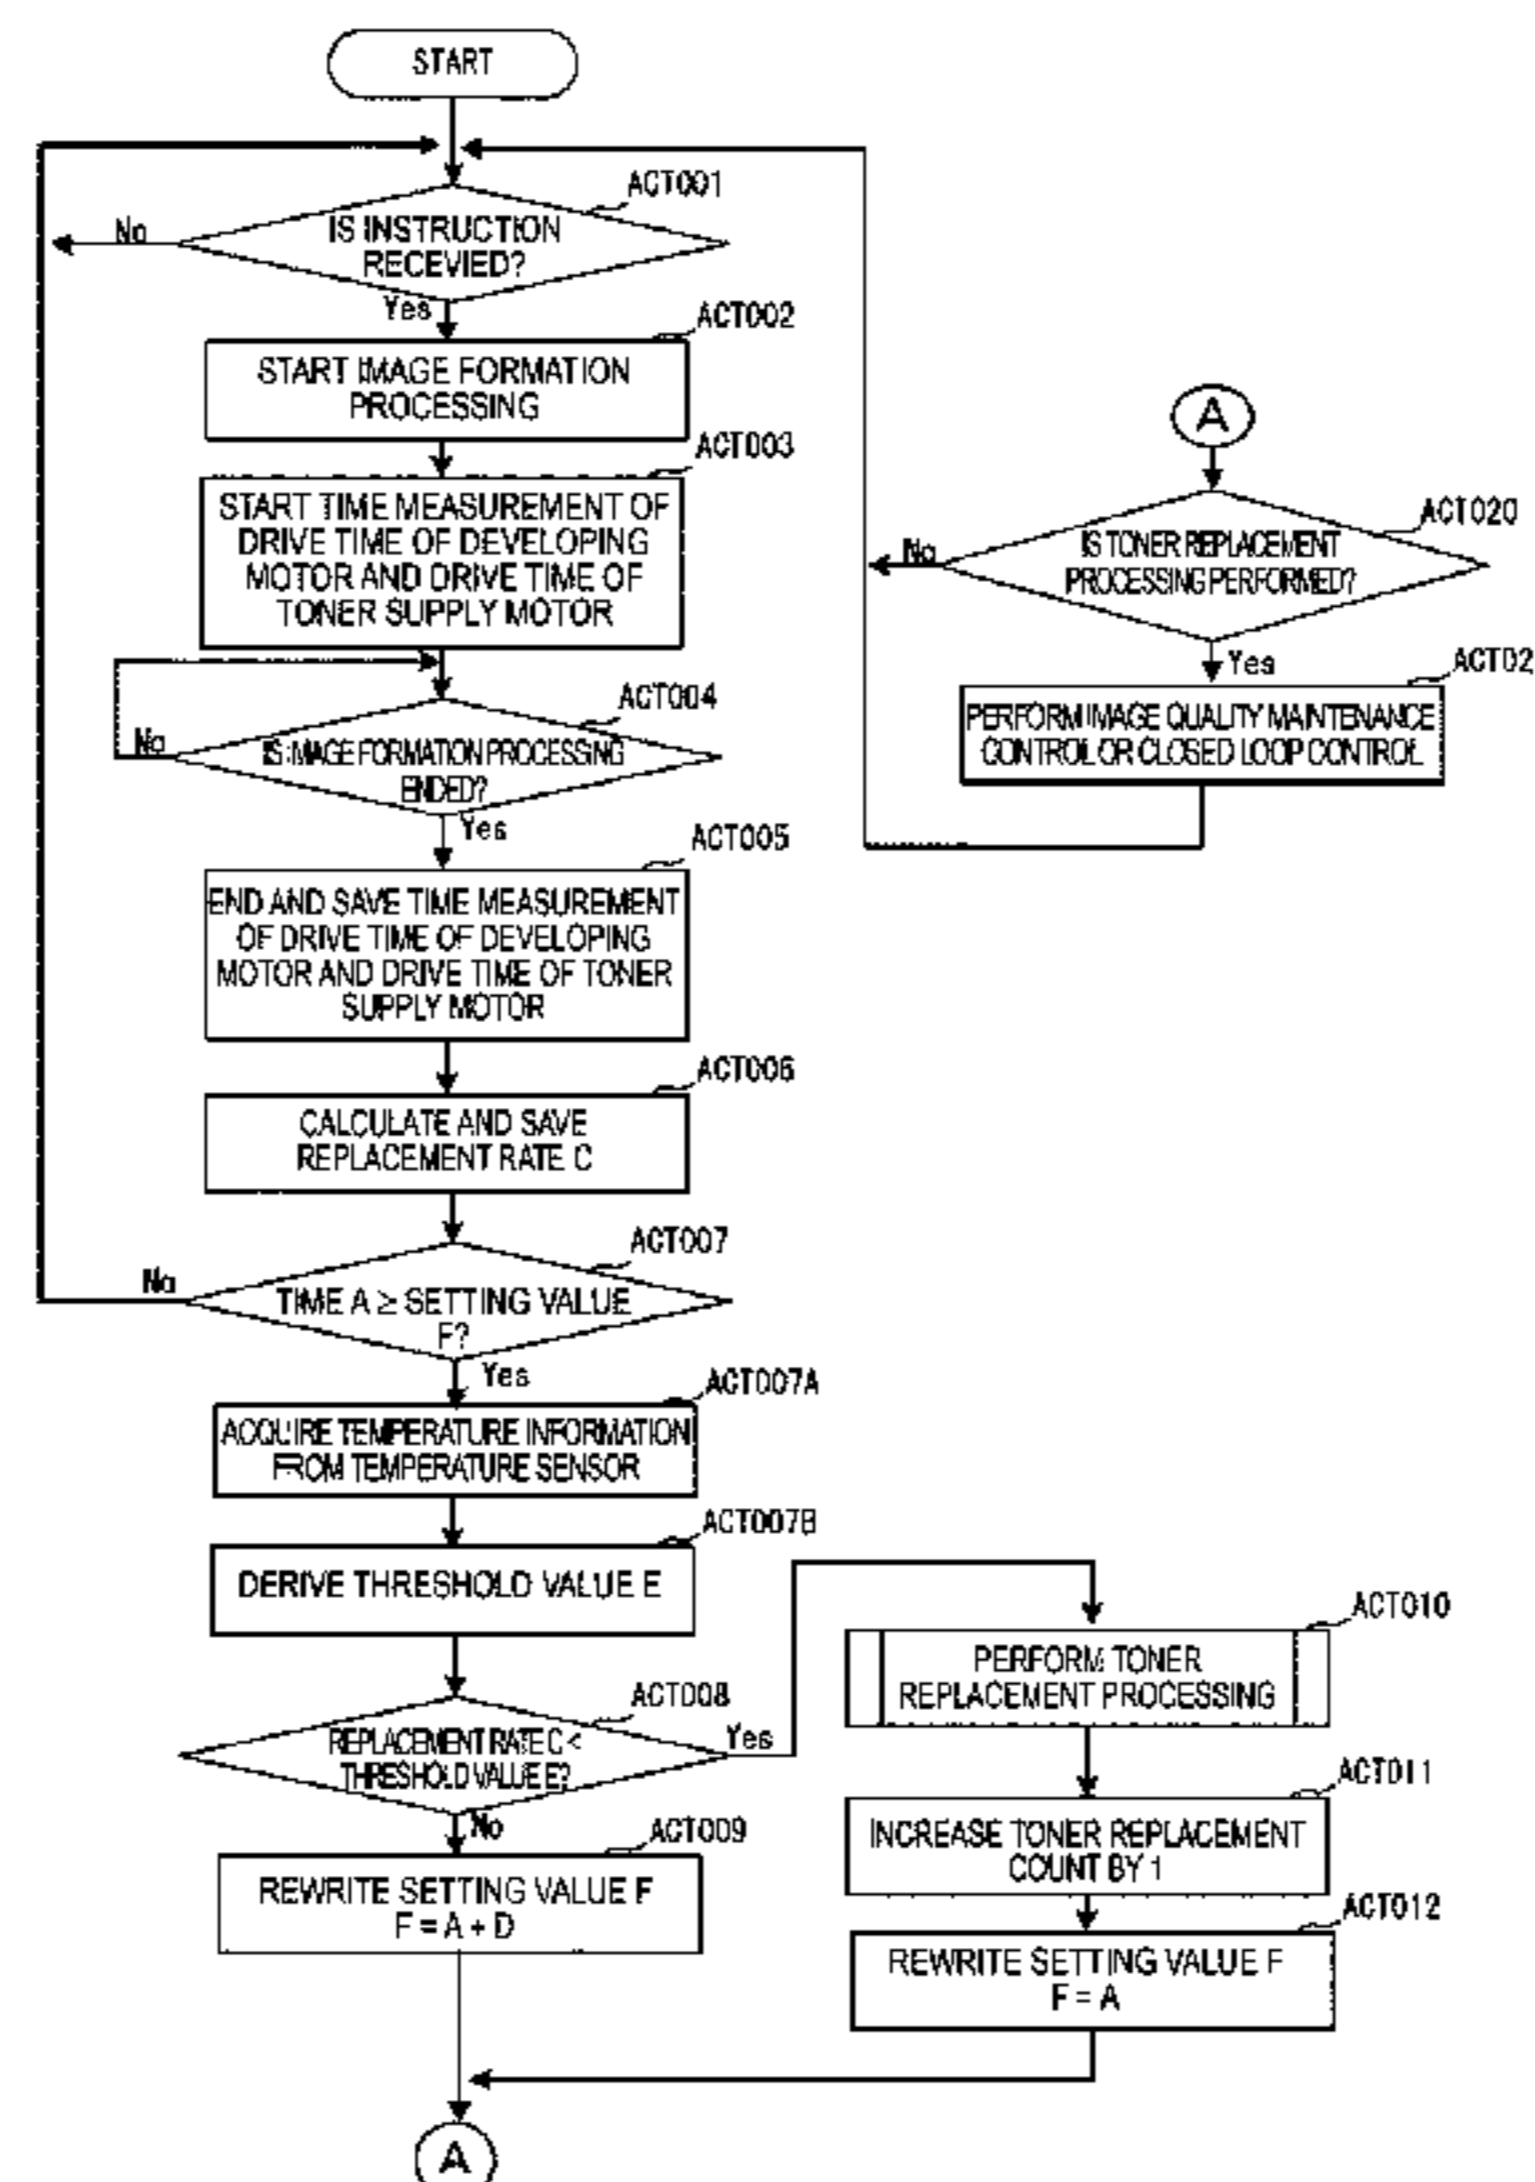 START
ACT001
IS INSTRUCTION
RECEVIED?
No
Yes
ACT002
START IMAGE FORMATION
PROCESSING
ACT003
START TIME MEASUREMENT OF
DRIVE TIME OF DEVELOPING
MOTOR AND DRIVE TIME OF
TONER SUPPLY MOTOR
ACT004
IS IMAGE FORMATION PROCESSING
ENDED?
No
Yes
ACT005
END AND SAVE TIME MEASUREMENT
OF DRIVE TIME OF DEVELOPING
MOTOR AND DRIVE TIME OF TONER
SUPPLY MOTOR
ACT006
CALCULATE AND SAVE
REPLACEMENT RATE C
ACT007
No
TIME A ≥ SETTING VALUE
F?
Yes
ACT007A
ACQUIRE TEMPERATURE INFORMATION
FROM TEMPERATURE SENSOR
ACT007B
DERIVE THRESHOLD VALUE E
ACT008
REPLACEMENT RATE C <
THRESHOLD VALUE E?
Yes
No
ACT009
REWRITE SETTING VALUE F
F = A + D
A
ACT010
PERFORM TONER
REPLACEMENT PROCESSING
ACT011
INCREASE TONER REPLACEMENT
COUNT BY 1
ACT012
REWRITE SETTING VALUE F
F = A
A
ACT020
IS TONER REPLACEMENT
PROCESSING PERFORMED?
No
Yes
ACT02
PERFORM IMAGE QUALITY MAINTENANCE
CONTROL OR CLOSED LOOP CONTROL